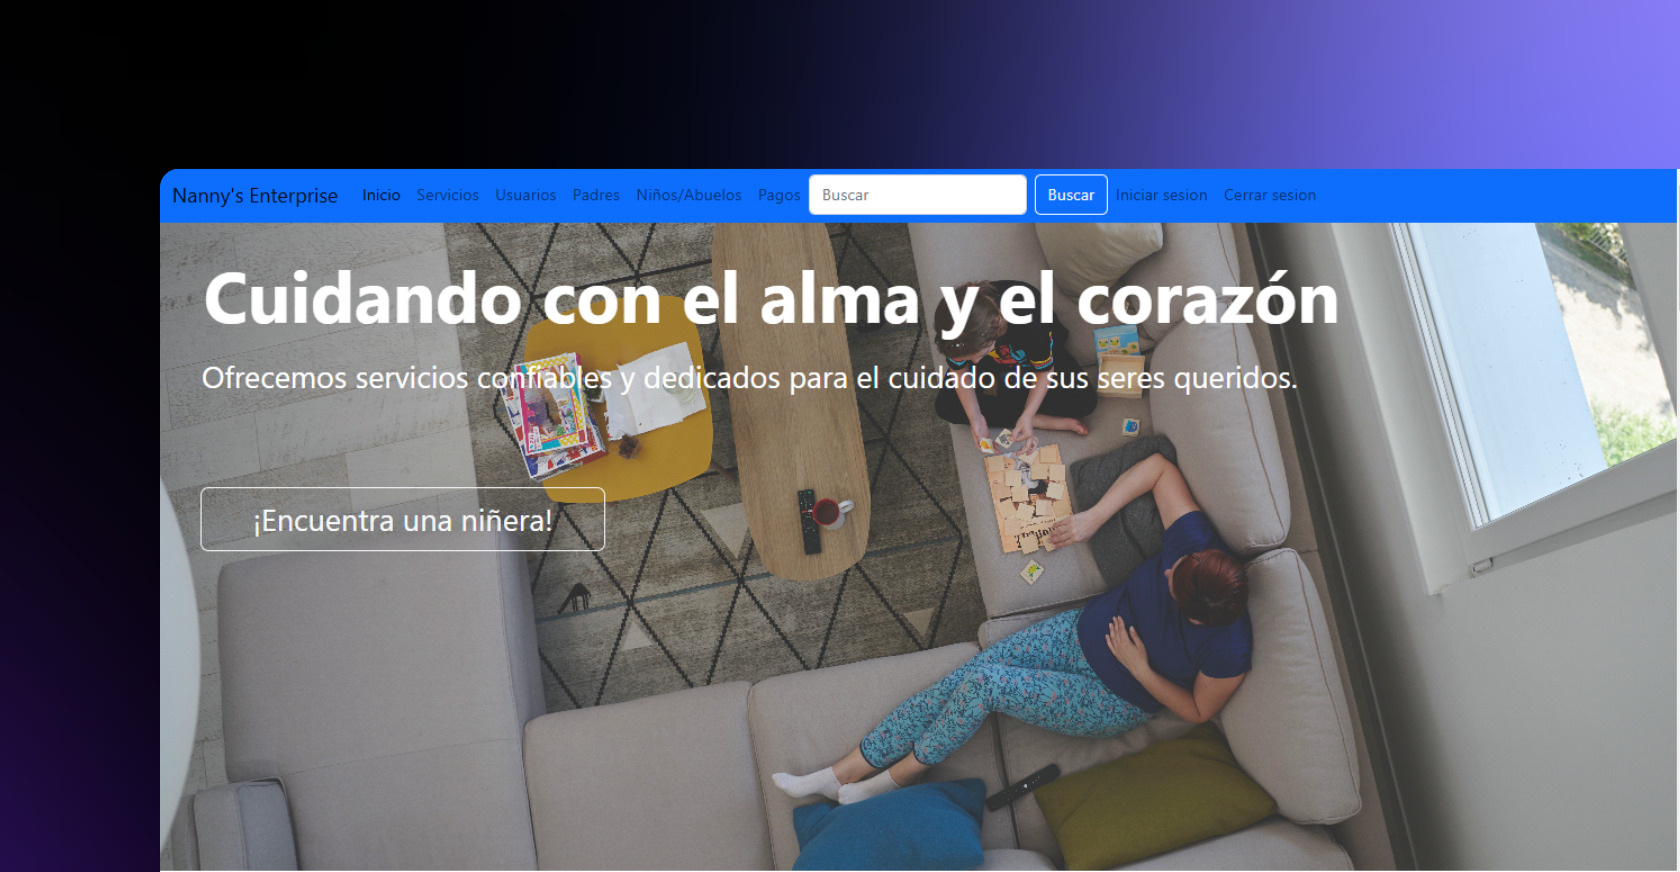 Nanny's Enterprise Inicio Servicios Usuarios Padres Niños/Abuelos Pagos Buscar Buscar Iniciar sesion Cerrar sesion
Cuidando con el alma y el corazón
Ofrecemos servicios confiables y dedicados para el cuidado de sus seres queridos.
¡Encuentra una niñera!